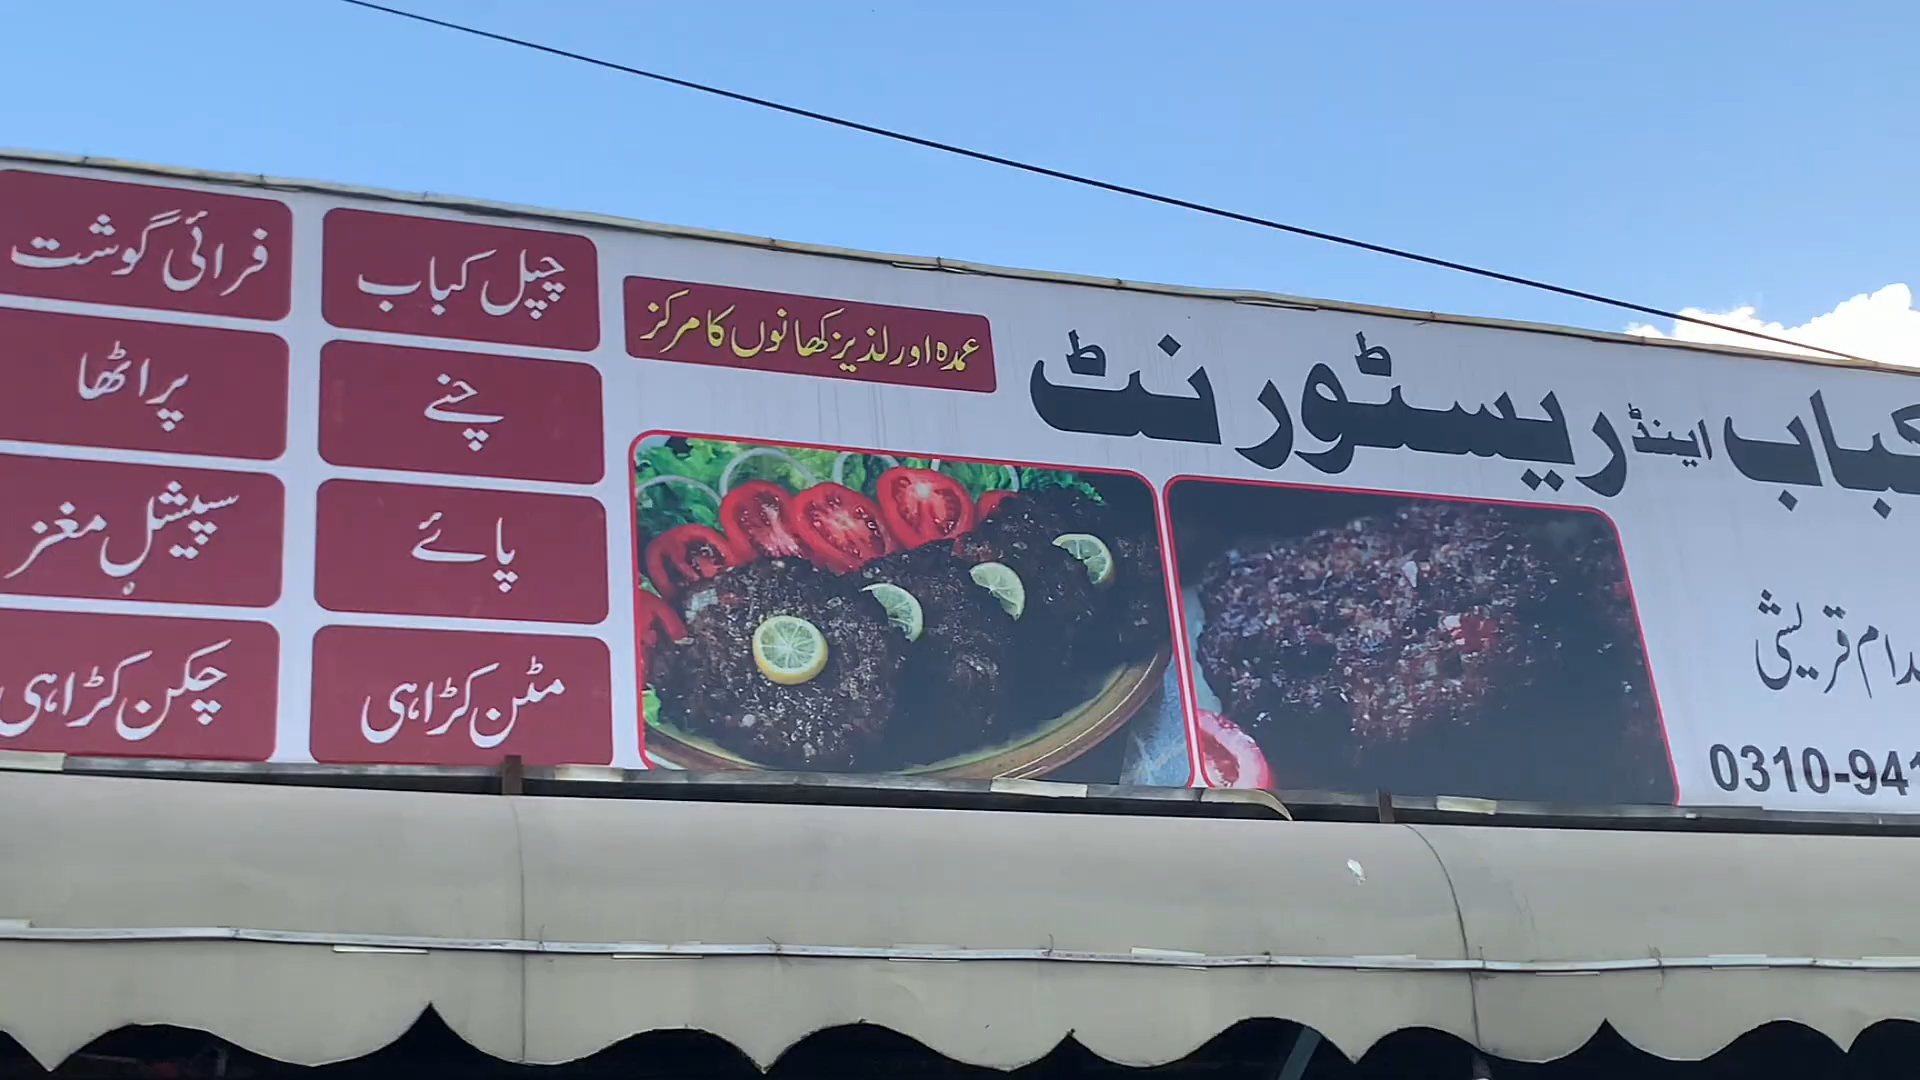 کباب اینڈ ریسٹورنٹ
عمدہ اور لذیز کھانوں کا مرکز
چپل کباب
فرائی گوشت
چنے
پراٹھا
پائے
سپیشل مغز
مٹن کڑاہی
چکن کڑاہی
قریشی
0310-941